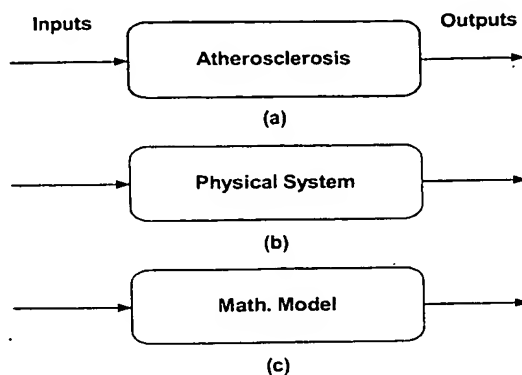 Inputs
Outputs
Atherosclerosis
(a)
Physical System
(b)
Math. Model
(c)